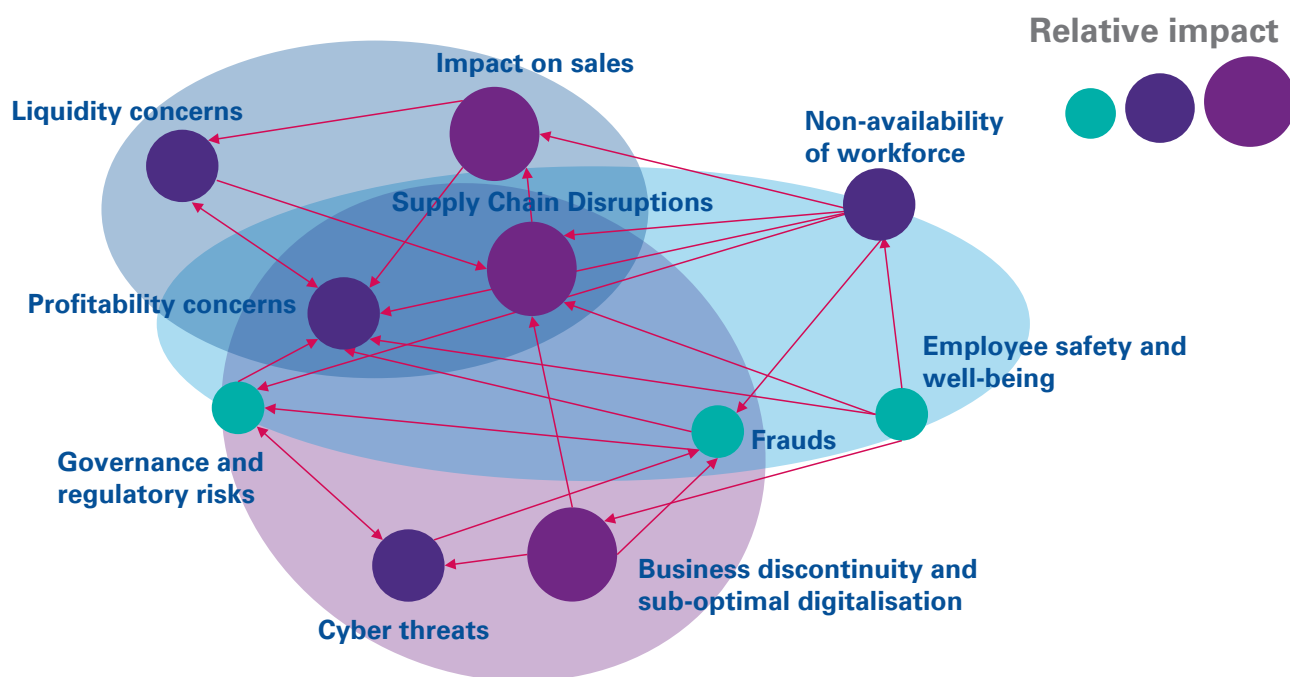 Relative impact
Impact on sales
Liquidity concerns
Non-availability
of workforce
Supply Chain Disruptions
Profitability concerns
Employee safety and
well-being
Frauds
Governance and
regulatory risks
Business discontinuity and
sub-optimal digitalisation
Cyber threats